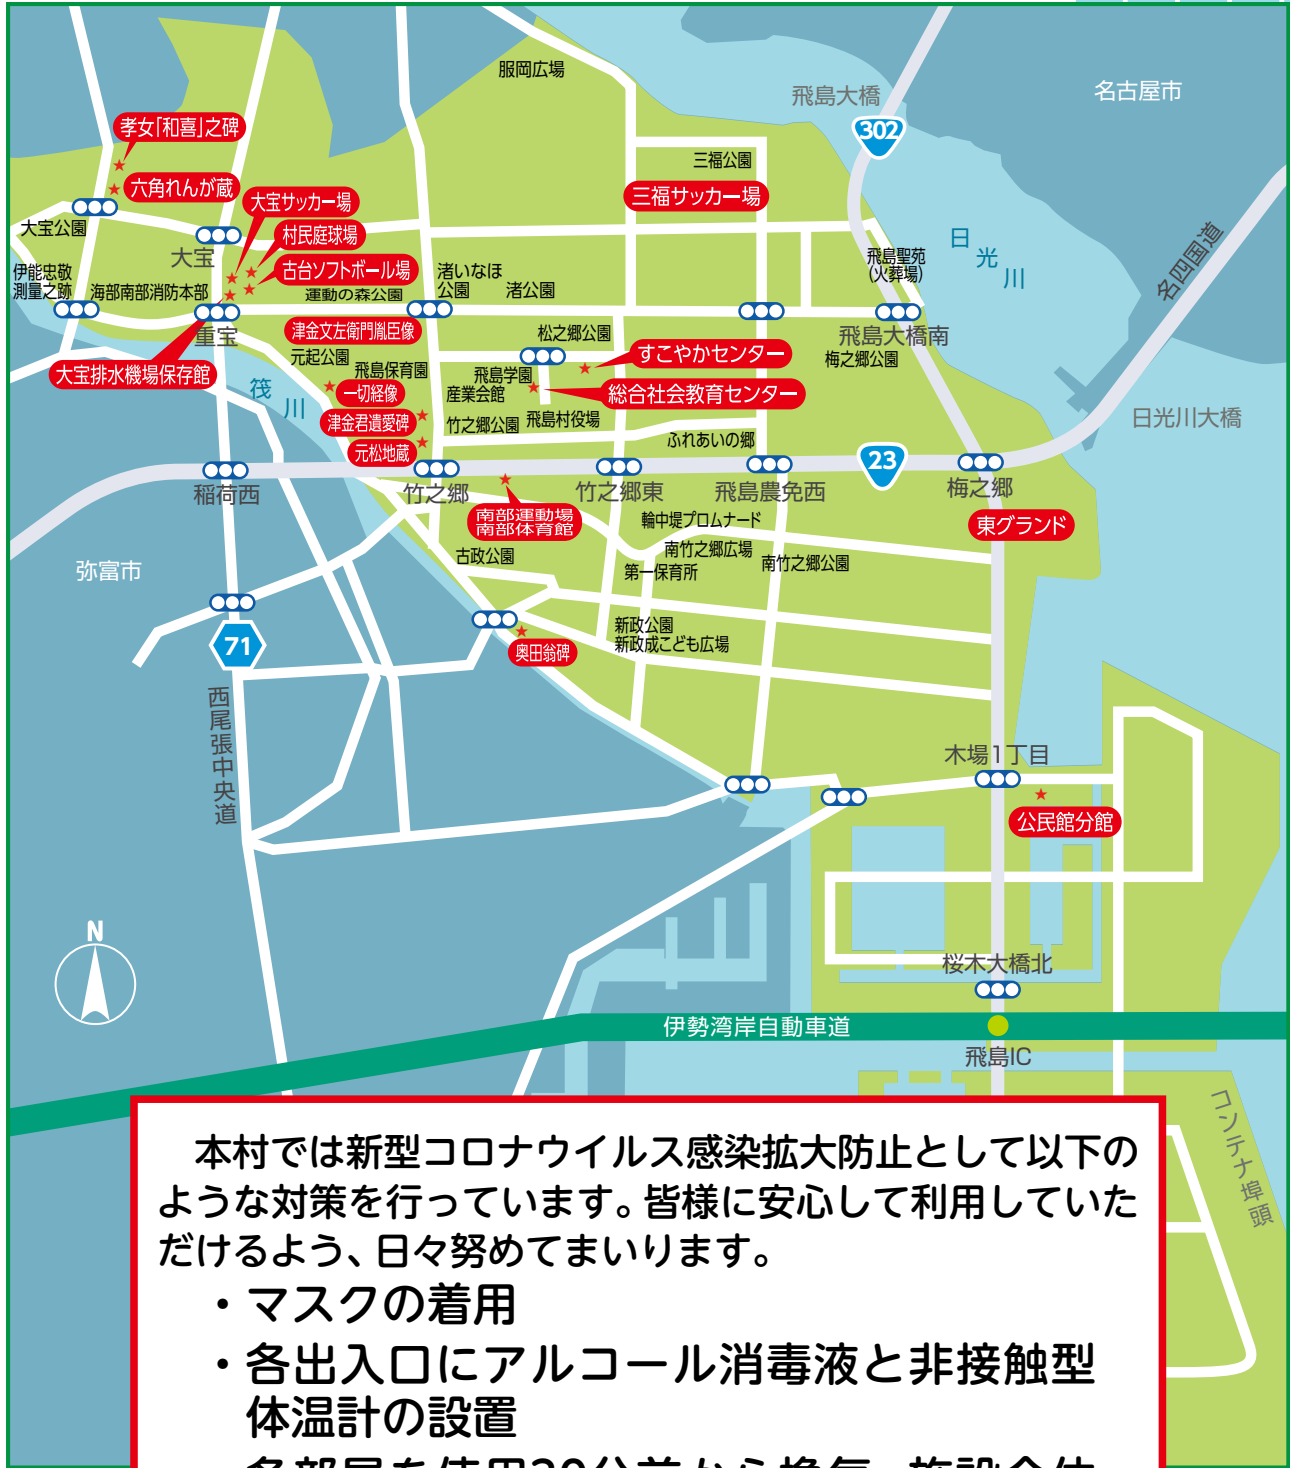 服岡広場
飛島大橋
名古屋市
302
孝女「和喜」之碑
三福公園
六角れんが蔵
大宝サッカー場
三福サッカー場
大宝公園
村民庭球場
大宝
日光川
名四国道
伊能忠敬
測量之跡
海部南部消防本部
古台ソフトボール場
運動の森公園
渚いなほ
公園
渚公園
飛島聖苑
(火葬場)
重宝
津金文左衛門胤臣像
松之郷公園
飛島大橋南
大宝排水機場保存館
元起公園
飛島保育園
すこやかセンター
梅之郷公園
筏川
一切経像
産業会館
飛島学園
総合社会教育センター
津金君遺愛碑
竹之郷公園
飛島村役場
日光川大橋
元松地蔵
ふれあいの郷
23
稲荷西
竹之郷
竹之郷東
飛島農免西
梅之郷
南部運動場
南部体育館
輪中堤プロムナード
東グランド
弥富市
古政公園
南竹之郷広場
第一保育所
南竹之郷公園
71
奥田翁碑
新政公園
新政成こども広場
西尾張中央道
木場1丁目
公民館分館
N
桜木大橋北
伊勢湾岸自動車道
飛島IC
コンテナ埠頭
本村では新型コロナウイルス感染拡大防止として以下の
ような対策を行っています。皆様に安心して利用していた
だけるよう、日々努めてまいります。
・マスクの着用
・各出入口にアルコール消毒液と非接触型
体温計の設置